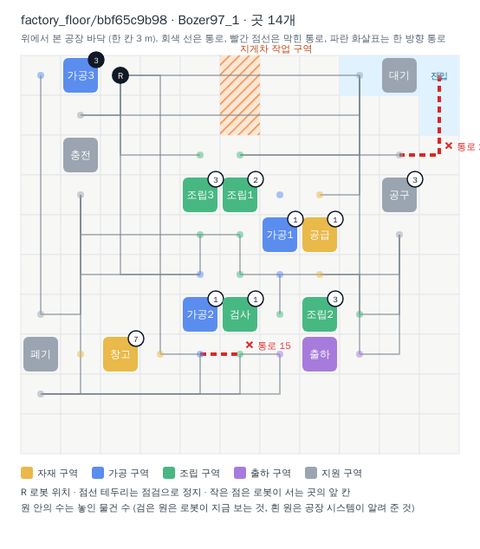 factory_floor/bbf65c9b98 · Bozer97_1 · 곳 14개
위에서 본 공장 바닥 (한 칸 3 m). 회색 선은 통로, 빨간 점선은 막힌 통로, 파란 화살표는 한 방향 통로
지게차 작업 구역
가공3 3 R 대기
충전 통로
조립3 3 조립1 2 공구 3
가공1 1 공급 1
가공2 1 검사 1 조립2 3
폐기 창고 7 통로 15 출하
자재 구역 가공 구역 조립 구역 출하 구역 지원 구역
R 로봇 위치 · 점선 테두리는 점검으로 정지 · 작은 점은 로봇이 서는 곳의 앞 칸
원 안의 수는 놓인 물건 수 (검은 원은 로봇이 지금 보는 것, 흰 원은 공장 시스템이 알려 준 것)